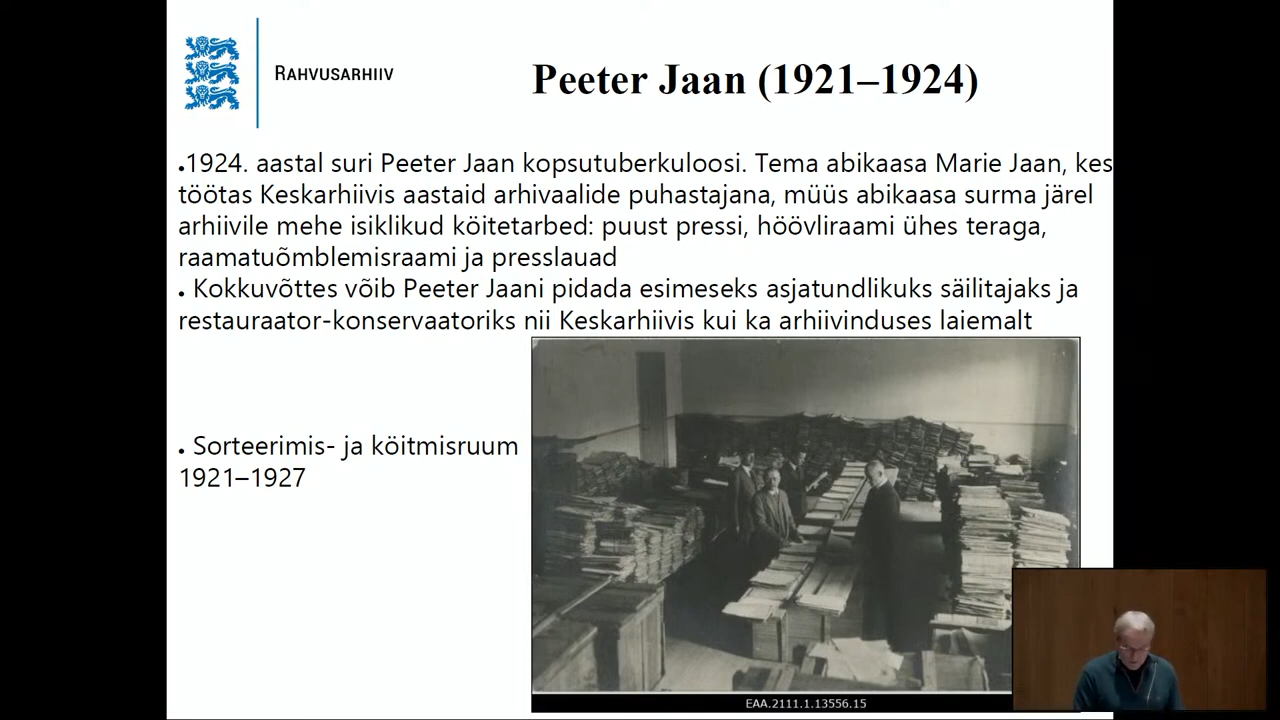 RAHVUSARHIIV
Peeter Jaan (1921–1924)
•1924. aastal suri Peeter Jaan kopsutuberkuloosi. Tema abikaasa Marie Jaan, kes
töötas Keskarhiivis aastaid arhivaalide puhastajana, müüs abikaasa surma järel
arhiivile mehe isiklikud köitetarbed: puust pressi, höövliraami ühes teraga,
raamatuõmblemisraami ja presslauad
• Kokkuvõttes võib Peeter Jaani pidada esimeseks asjatundlikuks säilitajaks ja
restauraator-konservaatoriks nii Keskarhiivis kui ka arhiivinduses laiemalt
• Sorteerimis- ja köitmisruum
1921–1927
EAA.2111.1.13556.15